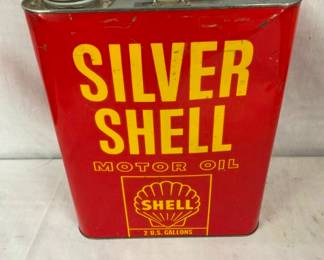 SILVER
SHELL
MOTOR OIL
SHELL
2 U.S. GALLONS